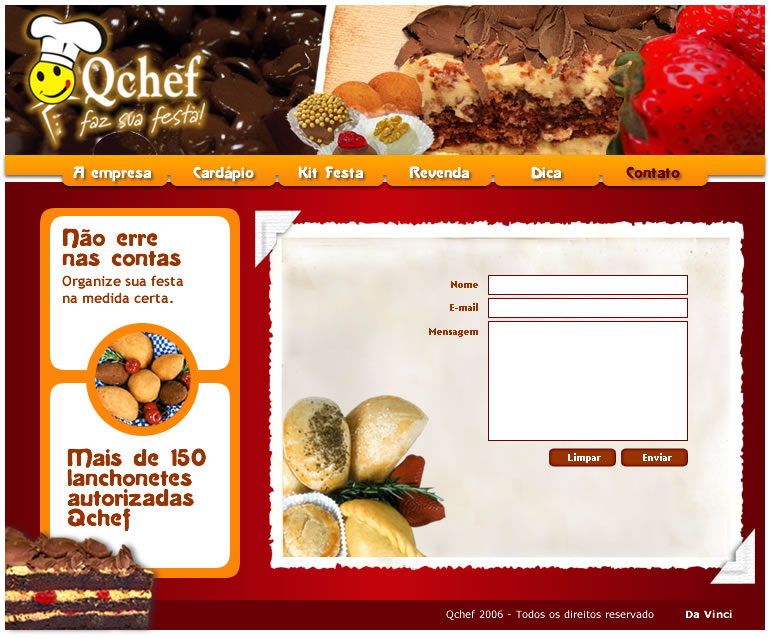 Qchef
faz sua festa!
A empresa
Cardápio
Kit Festa
Revenda
Dica
Contato
Não erre
nas contas
Organize sua festa
na medida certa.
Mais de 150
lanchonetes
autorizadas
Qchef
Nome
E-mail
Mensagem
Limpar
Enviar
Qchef 2006 - Todos os direitos reservado
Da Vinci